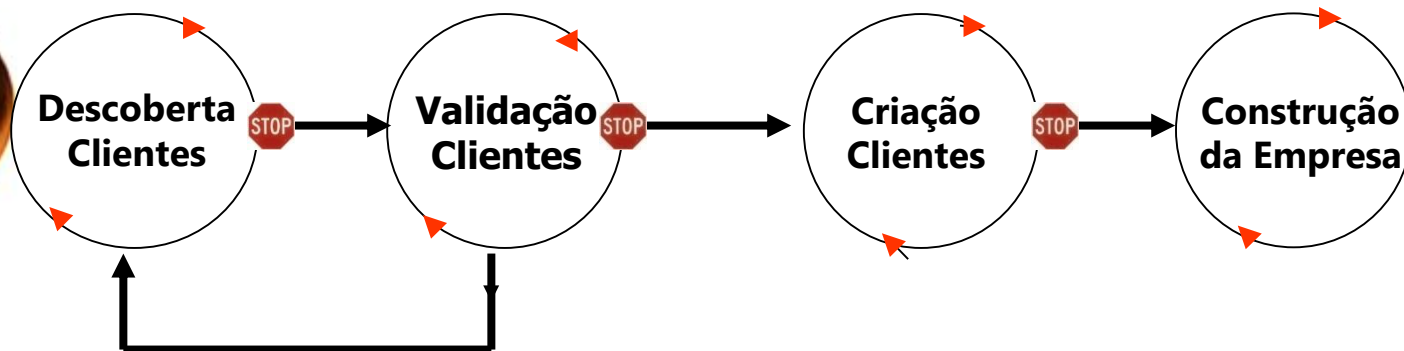 Descoberta
Clientes
STOP
Validação
Clientes
STOP
Criação
Clientes
STOP
Construção
da Empresa